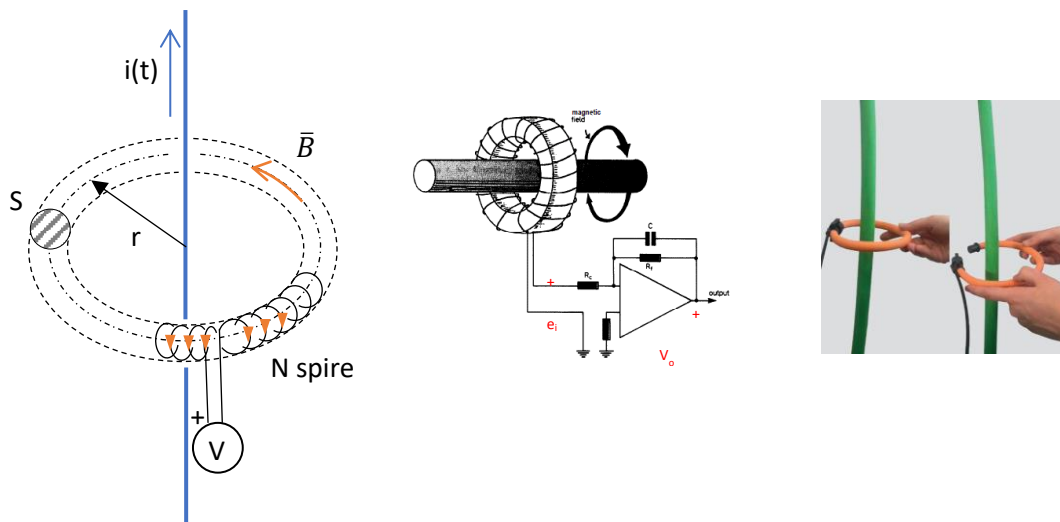 i(t)
B̅
S
r
N spire
+
V
magnetic
field
C
R_f
R_c
+
e_i
output
+
V_o